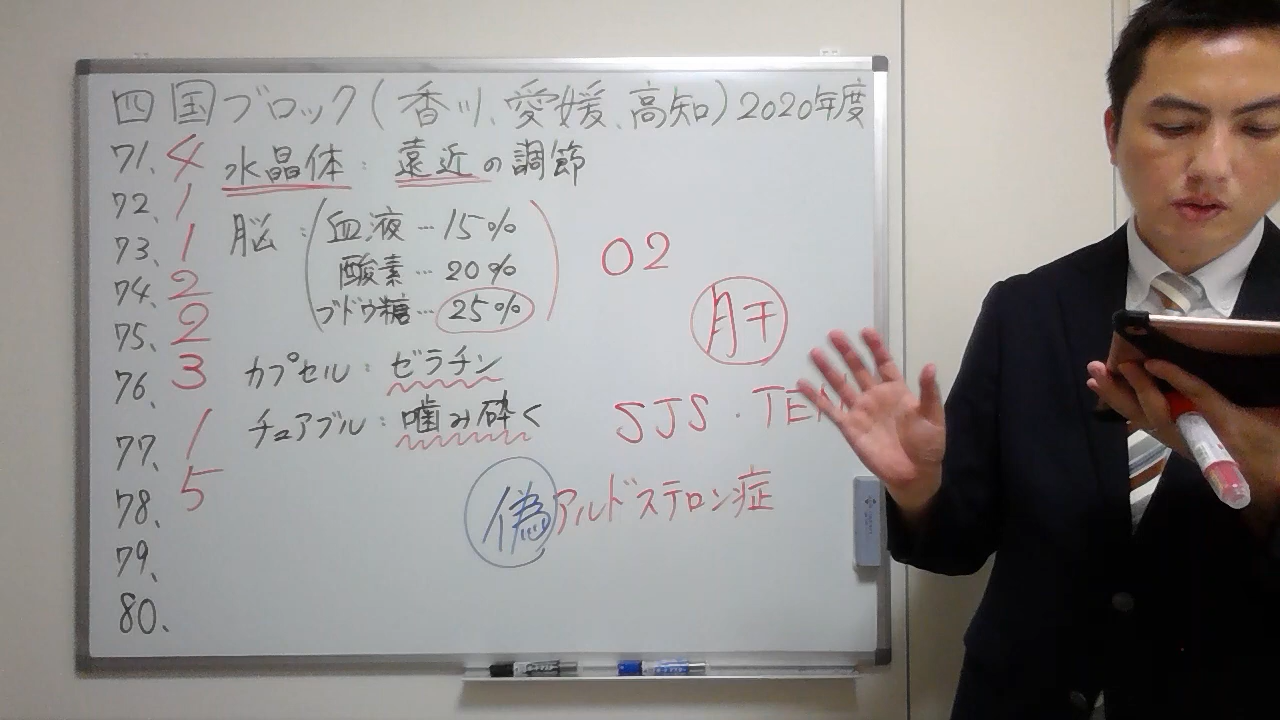 四国ブロック(香川、愛媛、高知)2020年度
71、4 水晶体：遠近の調節
72、1 脳：(血液…15%
73、1 酸素…20% O2
74、2 ブドウ糖…25%) 肝
75、2
76、3 カプセル：ゼラチン
77、1 チュアブル：噛み砕く SJS・TEN
78、5 偽アルドステロン症
79、
80、